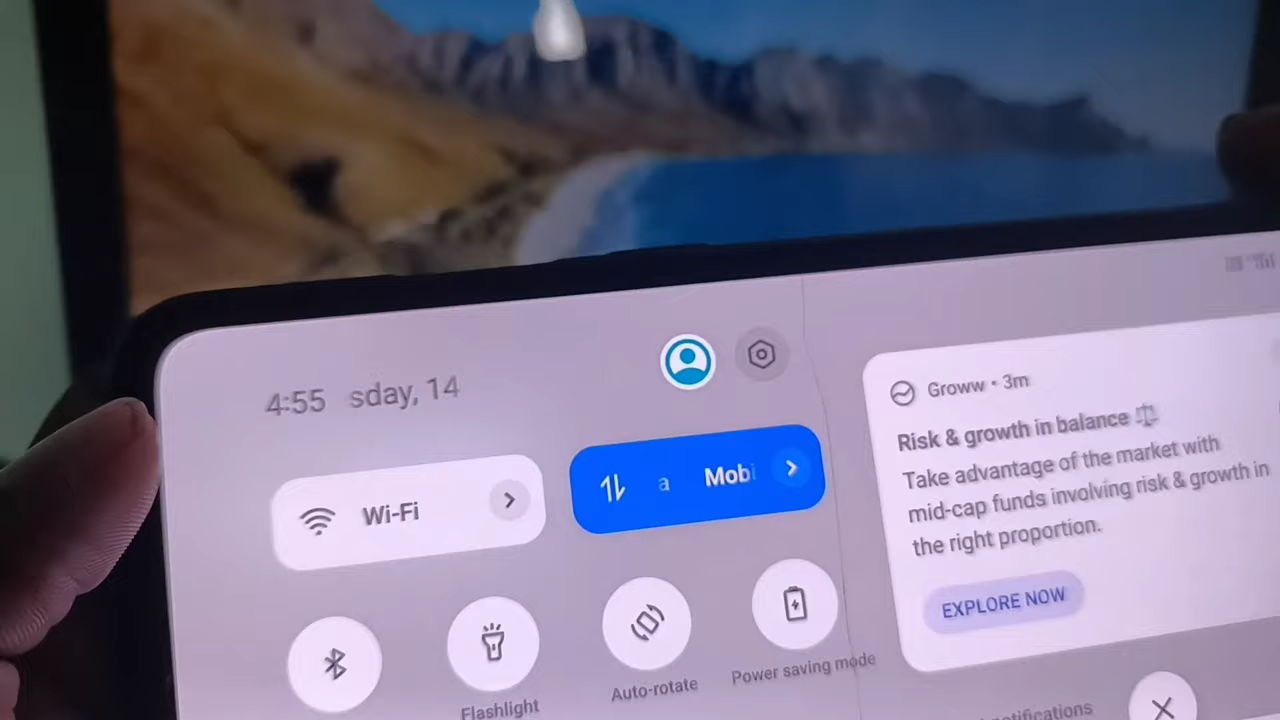 4:55 sday, 14
Wi-Fi
a Mobi
Flashlight
Auto-rotate
Power saving mode
Groww • 3m
Risk & growth in balance ⚖
Take advantage of the market with
mid-cap funds involving risk & growth in
the right proportion.
EXPLORE NOW
notifications